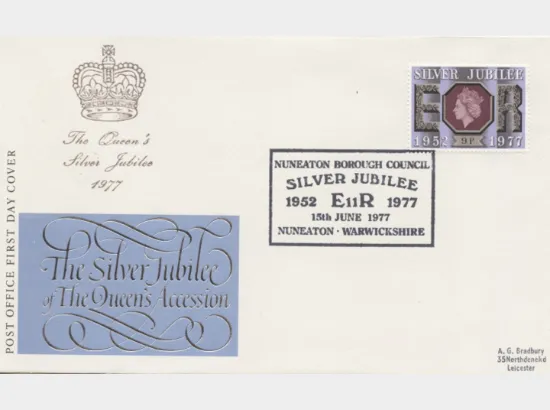 The Queen's
Silver Jubilee
1977
POST OFFICE FIRST DAY COVER
The Silver Jubilee
of The Queen's Accession
SILVER JUBILEE
E R
1952 9P 1977
NUNEATON BOROUGH COUNCIL
SILVER JUBILEE
1952 E11R 1977
15th JUNE 1977
NUNEATON · WARWICKSHIRE
A. G. Bradbury
Leicester